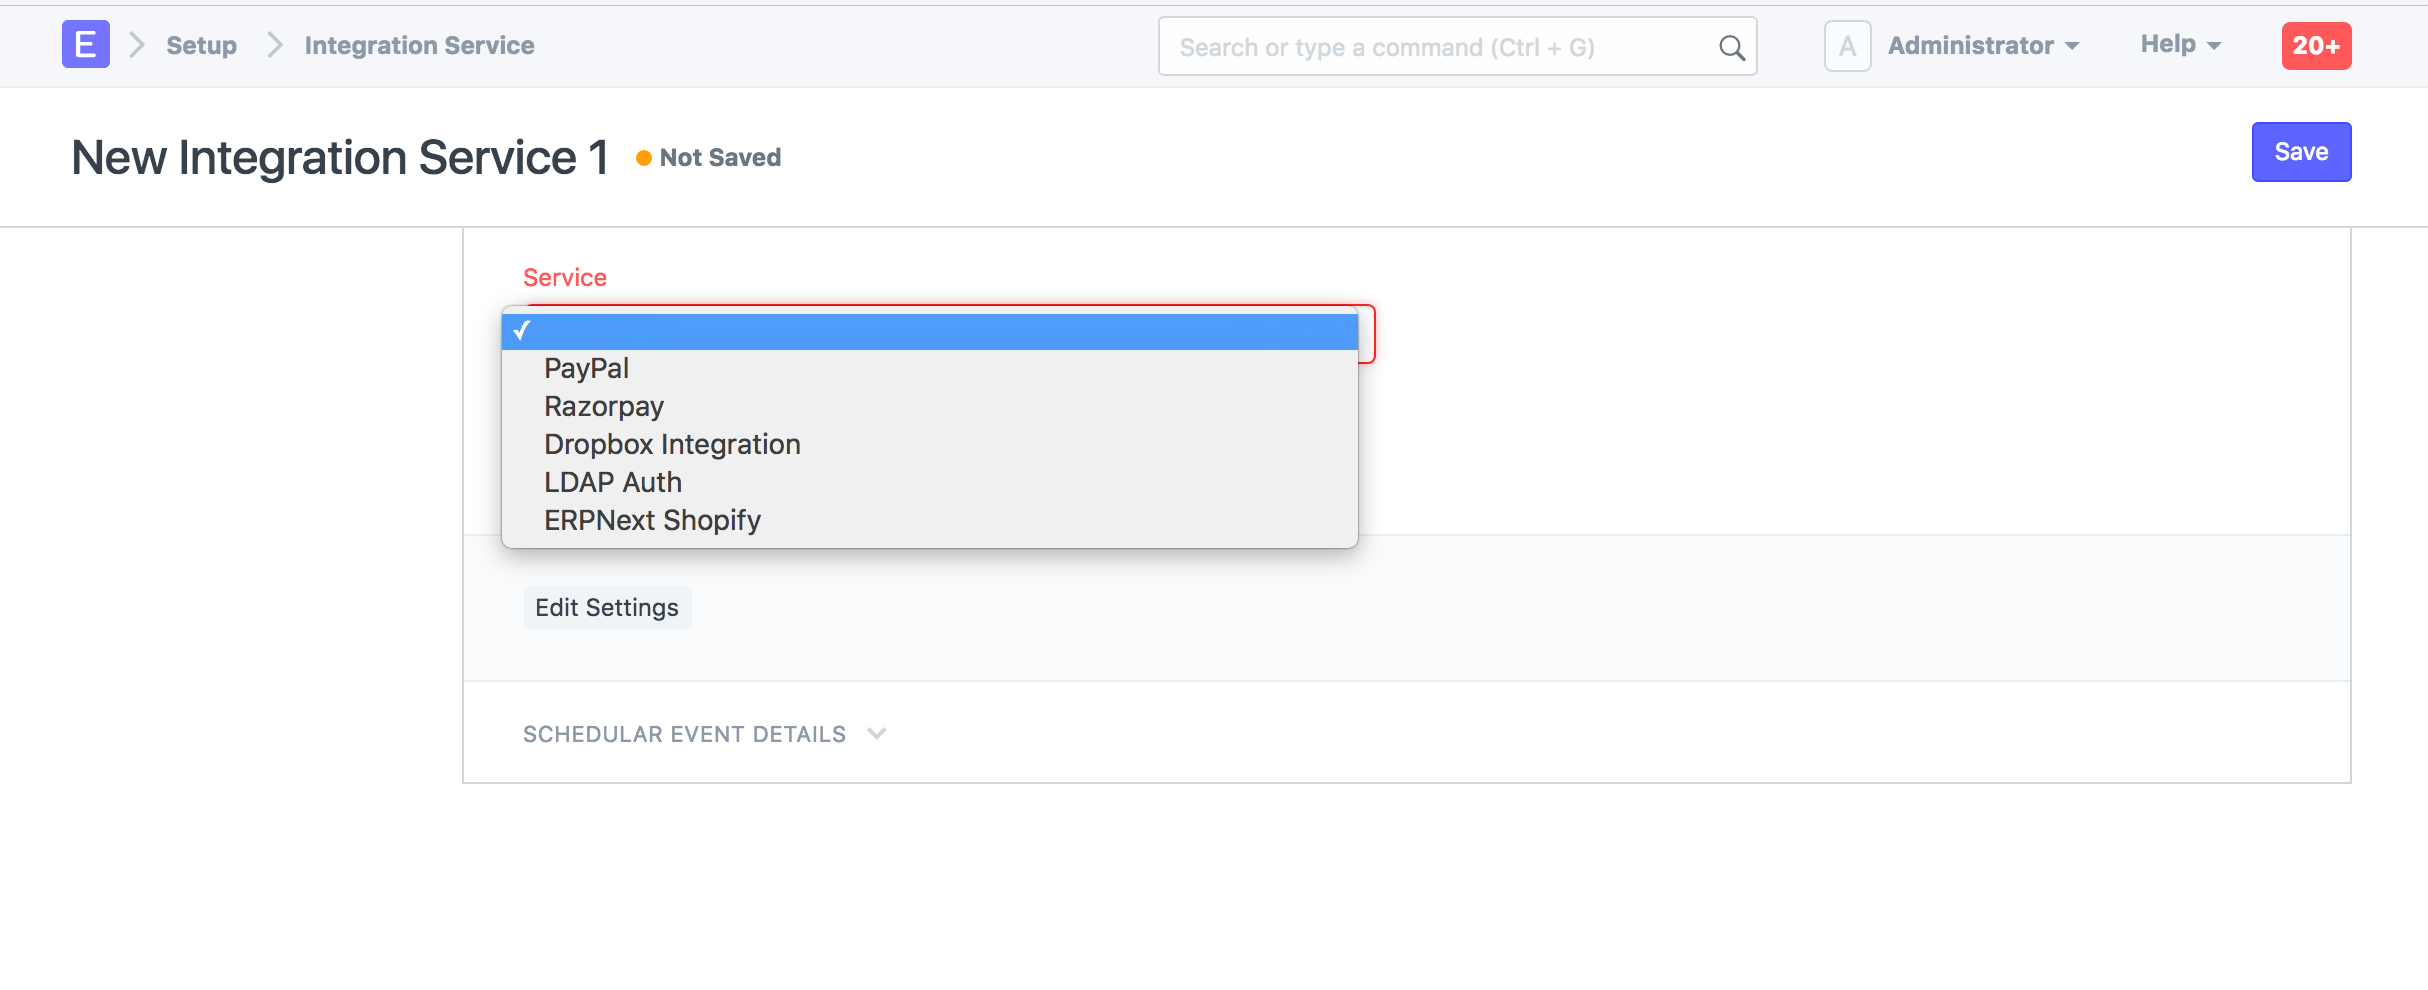 E Setup Integration Service Search or type a command (Ctrl + G) A Administrator Help 20+
New Integration Service 1 Not Saved Save
Service
PayPal
Razorpay
Dropbox Integration
LDAP Auth
ERPNext Shopify
Edit Settings
SCHEDULAR EVENT DETAILS